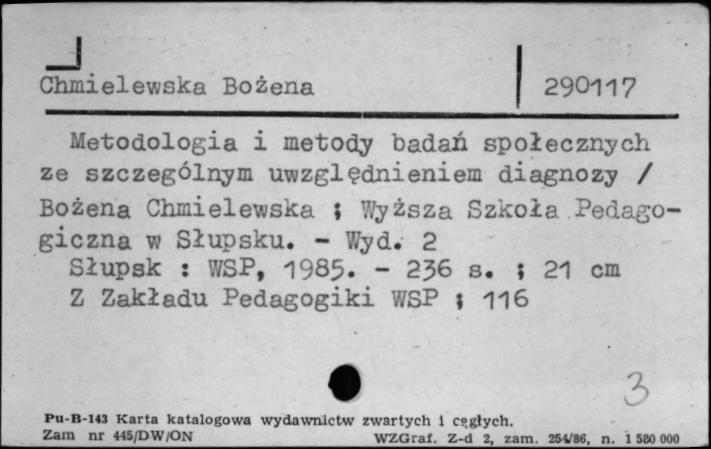 Chmielewska Bożena 290117
Metodologia i metody badań społecznych
ze szczególnym uwzględnieniem diagnozy /
Bożena Chmielewska ; Wyższa Szkoła Pedago-
giczna w Słupsku. - Wyd. 2
Słupsk : WSP, 1985. - 236 s. ; 21 cm
Z Zakładu Pedagogiki WSP ; 116
3
Pu-B-143 Karta katalogowa wydawnictw zwartych i cągłych.
Zam nr 445/DW/ON WZGraf. Z-d 2, zam. 254/86, n. 1 580 000